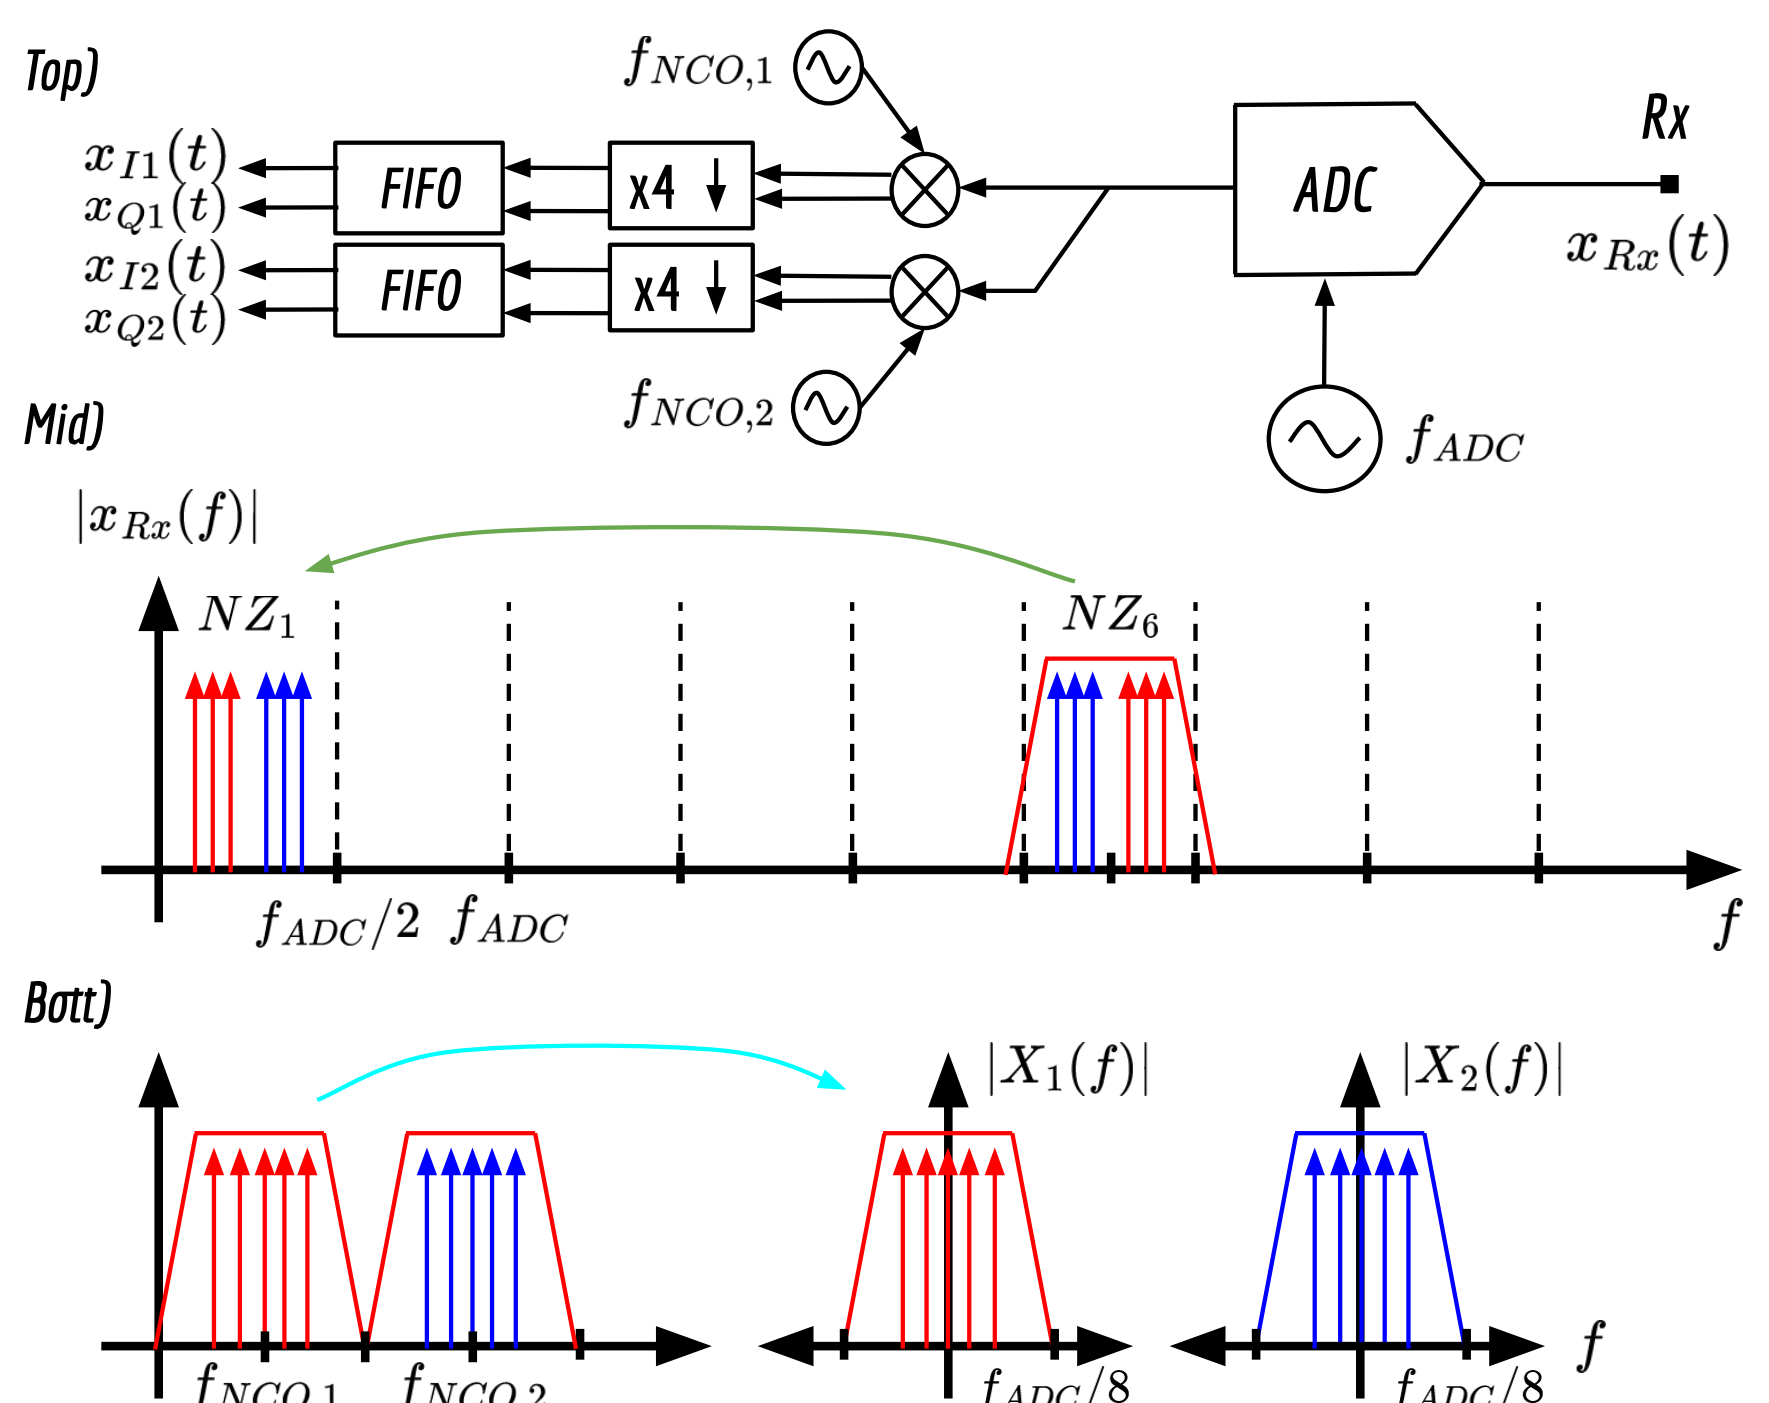 Top)
f_{NCO,1}
Rx
x_{I1}(t)
FIFO
x4
ADC
x_{Q1}(t)
x_{Rx}(t)
x_{I2}(t)
FIFO
x4
x_{Q2}(t)
f_{NCO,2}
f_{ADC}
Mid)
|x_{Rx}(f)|
NZ_1
NZ_6
f_{ADC}/2 f_{ADC}
f
Bott)
|X_1(f)|
|X_2(f)|
f
f_{NCO,1} f_{NCO,2}
f_{ADC}/8
f_{ADC}/8